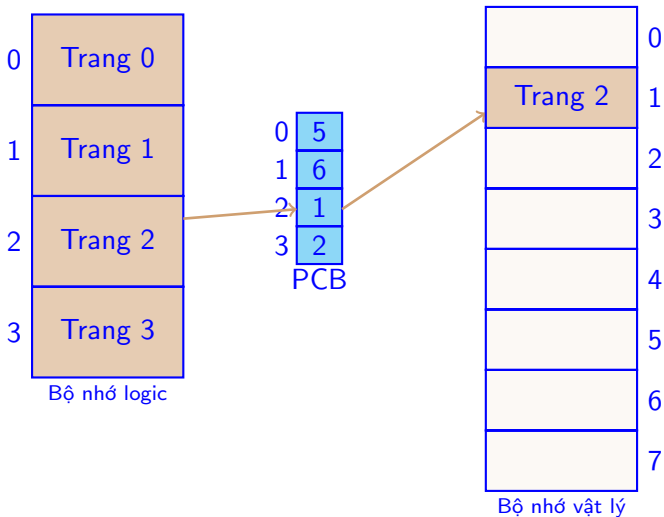 0 Trang 0
1 Trang 1
2 Trang 2
3 Trang 3
Bộ nhớ logic
0 5
1 6
2 1
3 2
PCB
0
Trang 2 1
2
3
4
5
6
7
Bộ nhớ vật lý